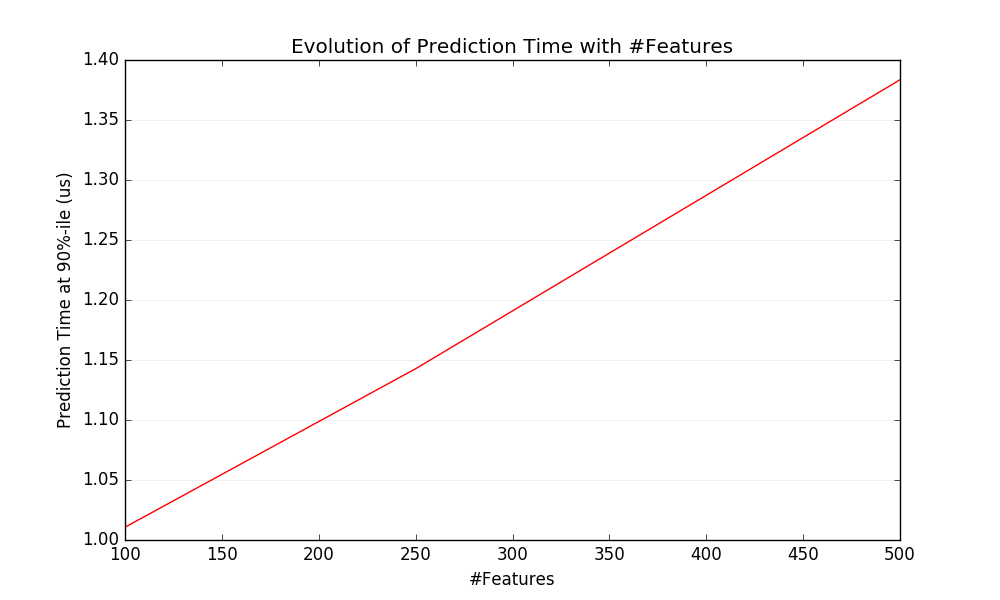 Evolution of Prediction Time with #Features
Prediction Time at 90%-ile (us)
1.40
1.35
1.30
1.25
1.20
1.15
1.10
1.05
1.00
100 150 200 250 300 350 400 450 500
#Features